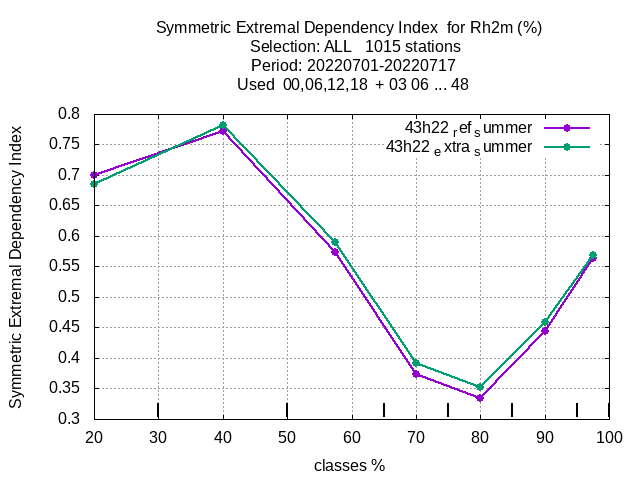 Symmetric Extremal Dependency Index  for Rh2m (%)
Selection: ALL   1015 stations
Period: 20220701-20220717
Used  00,06,12,18  + 03 06 ... 48
43h22 ref summer
43h22 extra summer
Symmetric Extremal Dependency Index
0.8
0.75
0.7
0.65
0.6
0.55
0.5
0.45
0.4
0.35
0.3
20 30 40 50 60 70 80 90 100
classes %